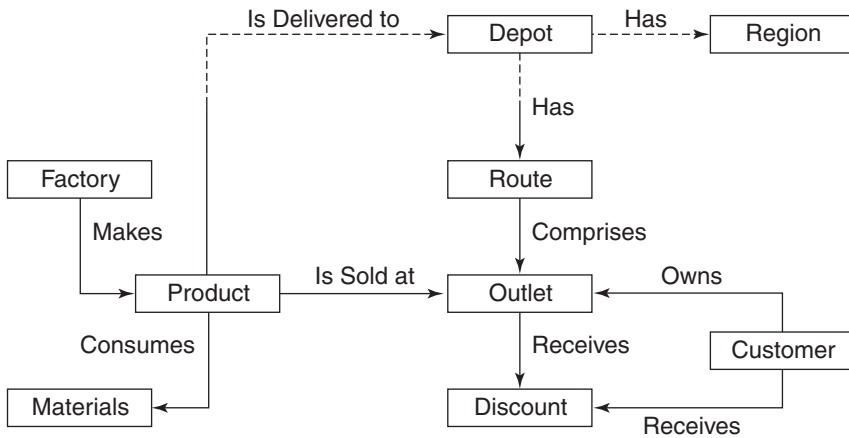 Is Delivered to
Depot
Has
Region
Has
Factory
Route
Makes
Comprises
Product
Is Sold at
Outlet
Owns
Consumes
Receives
Customer
Materials
Discount
Receives